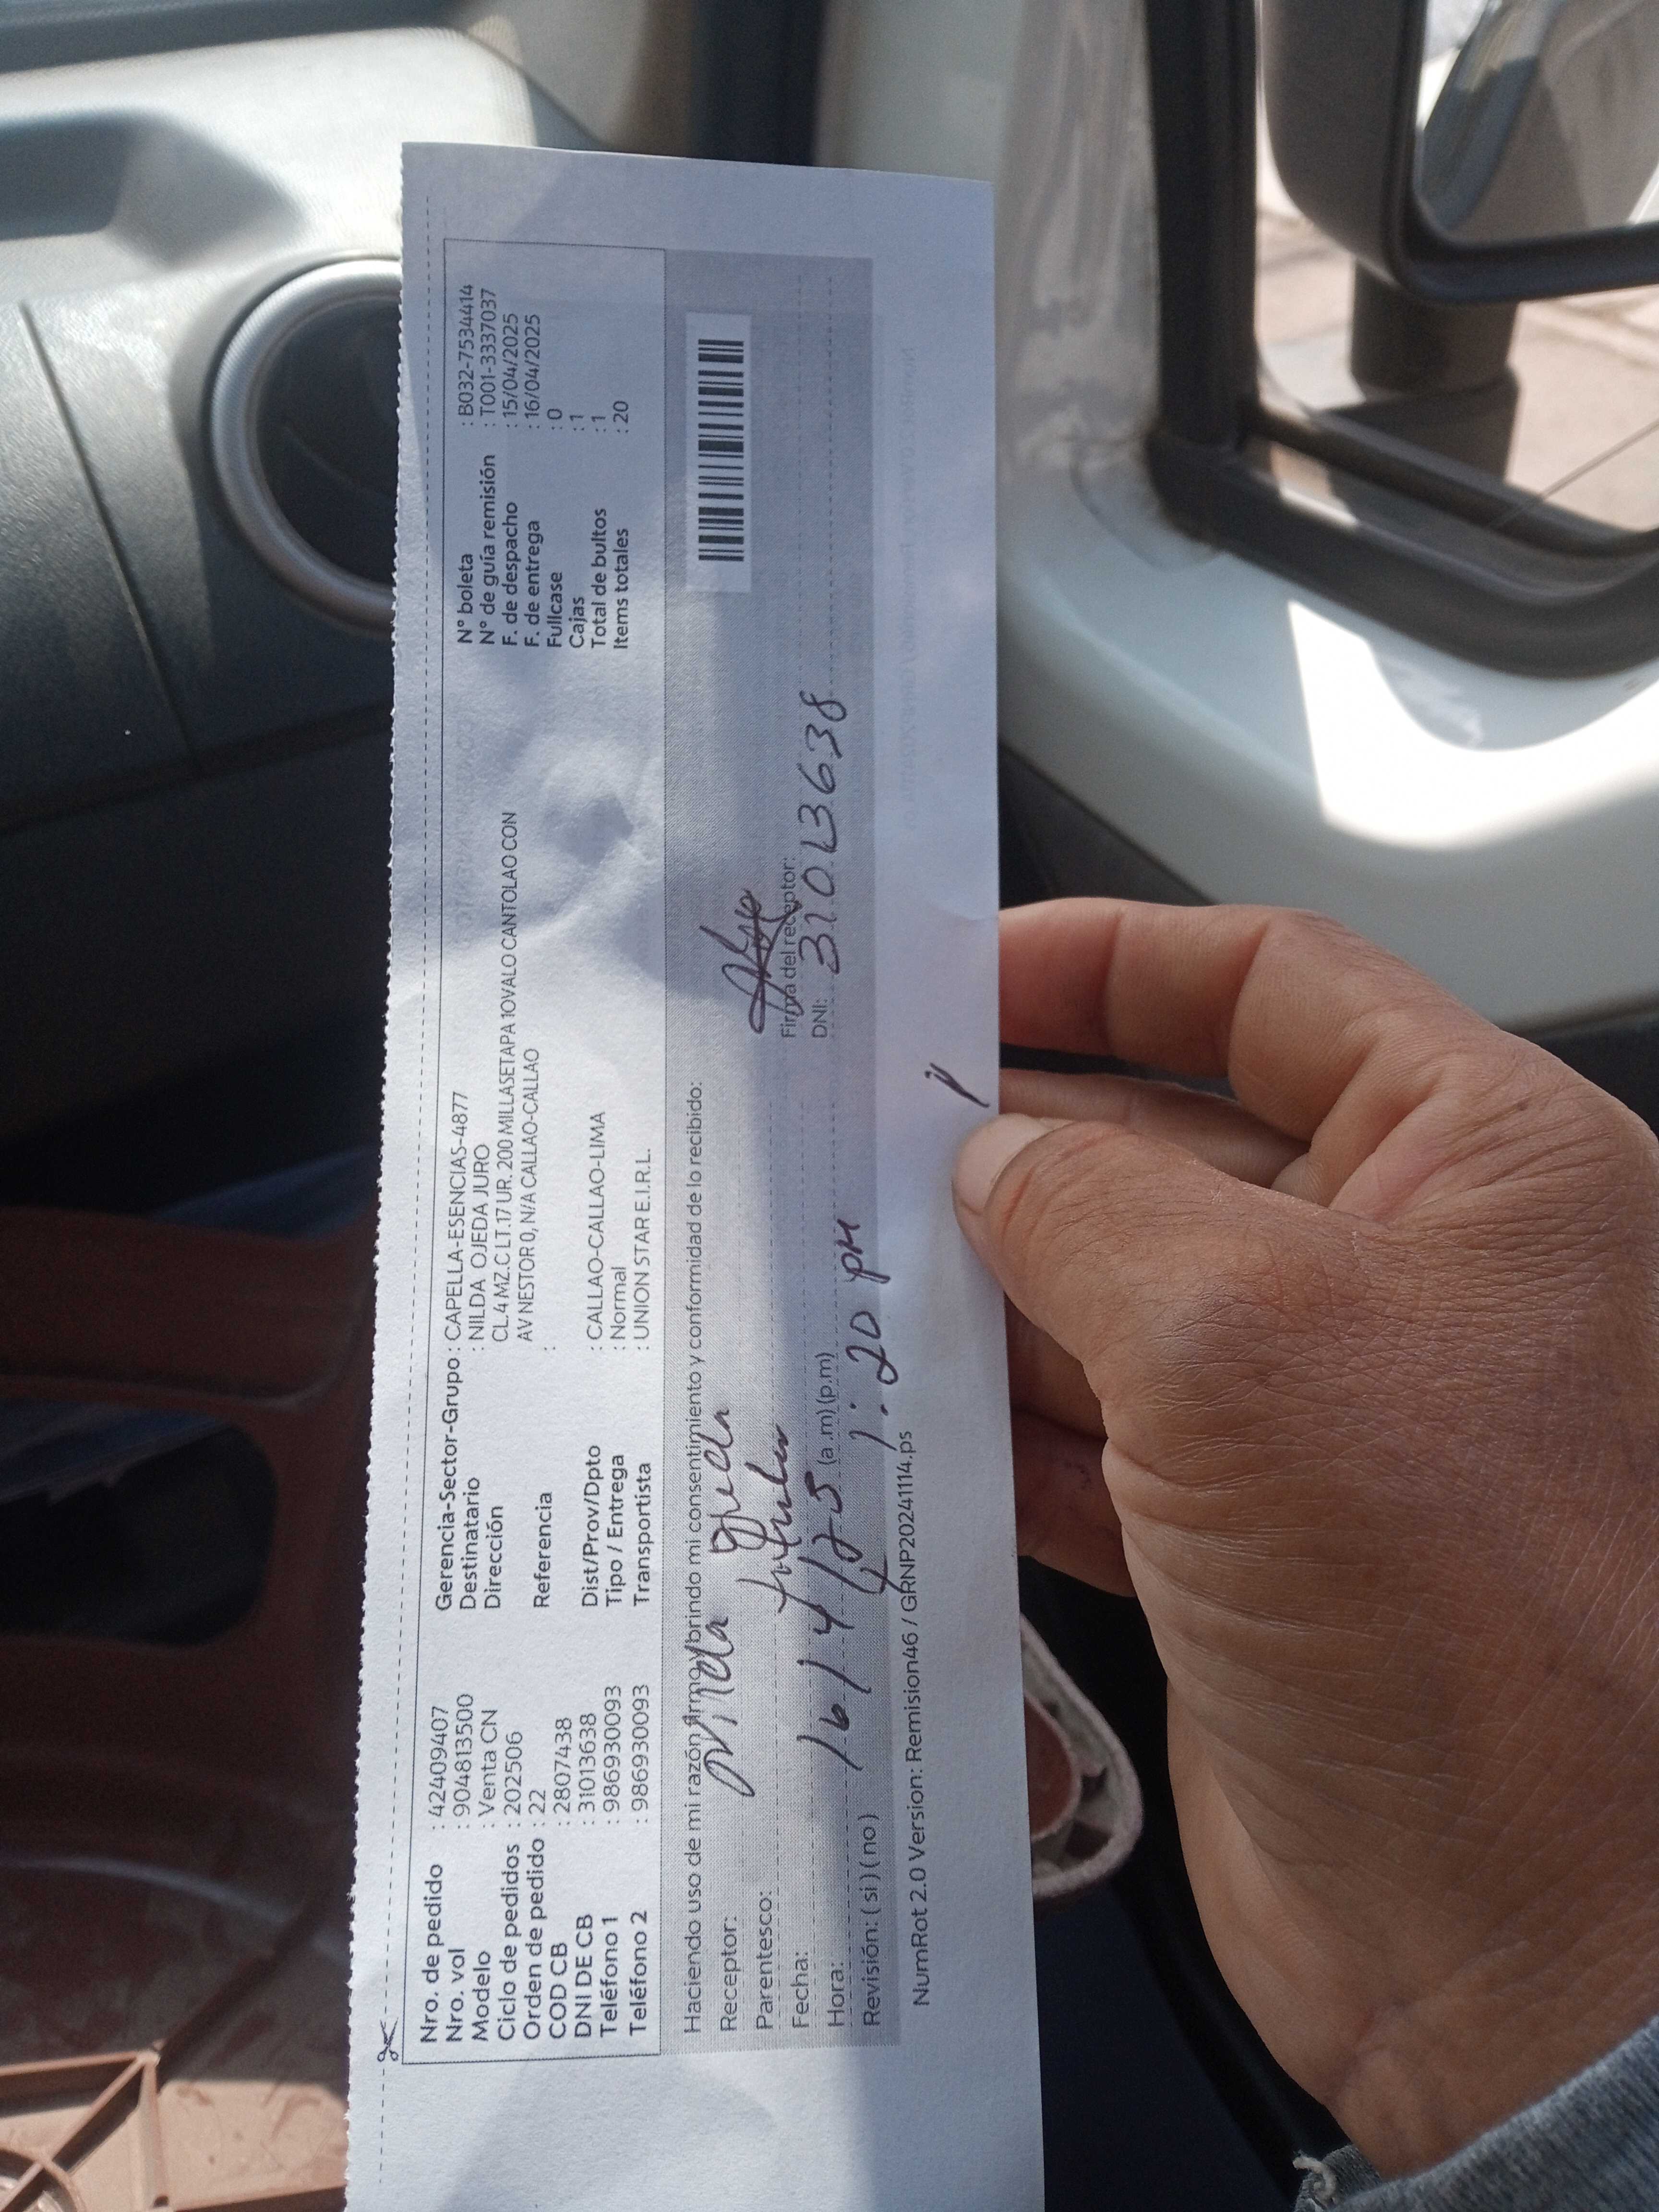 Nro. de pedido : 42409407 Gerencia-Sector-Grupo : CAPELLA-ESENCIAS-4877 N° boleta : B032-7534414
Nro. vol : 904813500 Destinatario : NILDA OJEDA JURO N° de guía remisión : T001-3337037
Modelo : Venta CN Dirección CL.4 MZ.C LT.17 UR. 200 MILLASETAPA 1OVALO CANTOLAO CON F. de despacho : 15/04/2025
Ciclo de pedidos : 202506 AV NESTOR 0, N/A CALLAO-CALLAO F. de entrega : 16/04/2025
Orden de pedido : 22 Referencia : Fullcase : 0
COD CB : 2807438 Cajas : 1
DNI DE CB : 31013638 Dist/Prov/Dpto : CALLAO-CALLAO-LIMA Total de bultos : 1
Teléfono 1 : 986930093 Tipo / Entrega : Normal Items totales : 20
Teléfono 2 : 986930093 Transportista : UNION STAR E.I.R.L.
Haciendo uso de mi razón firmo y brindo mi consentimiento y conformidad de lo recibido:
Receptor: Nilda Ojeda
Parentesco: titular Firma del receptor:
Fecha: 16/4/25 DNI: 31013638
Hora: (a.m) (p.m) 1:20 pm
Revisión: ( si ) ( no )
NumRot 2.0 Version: Remision46 / GRNP20241114.ps